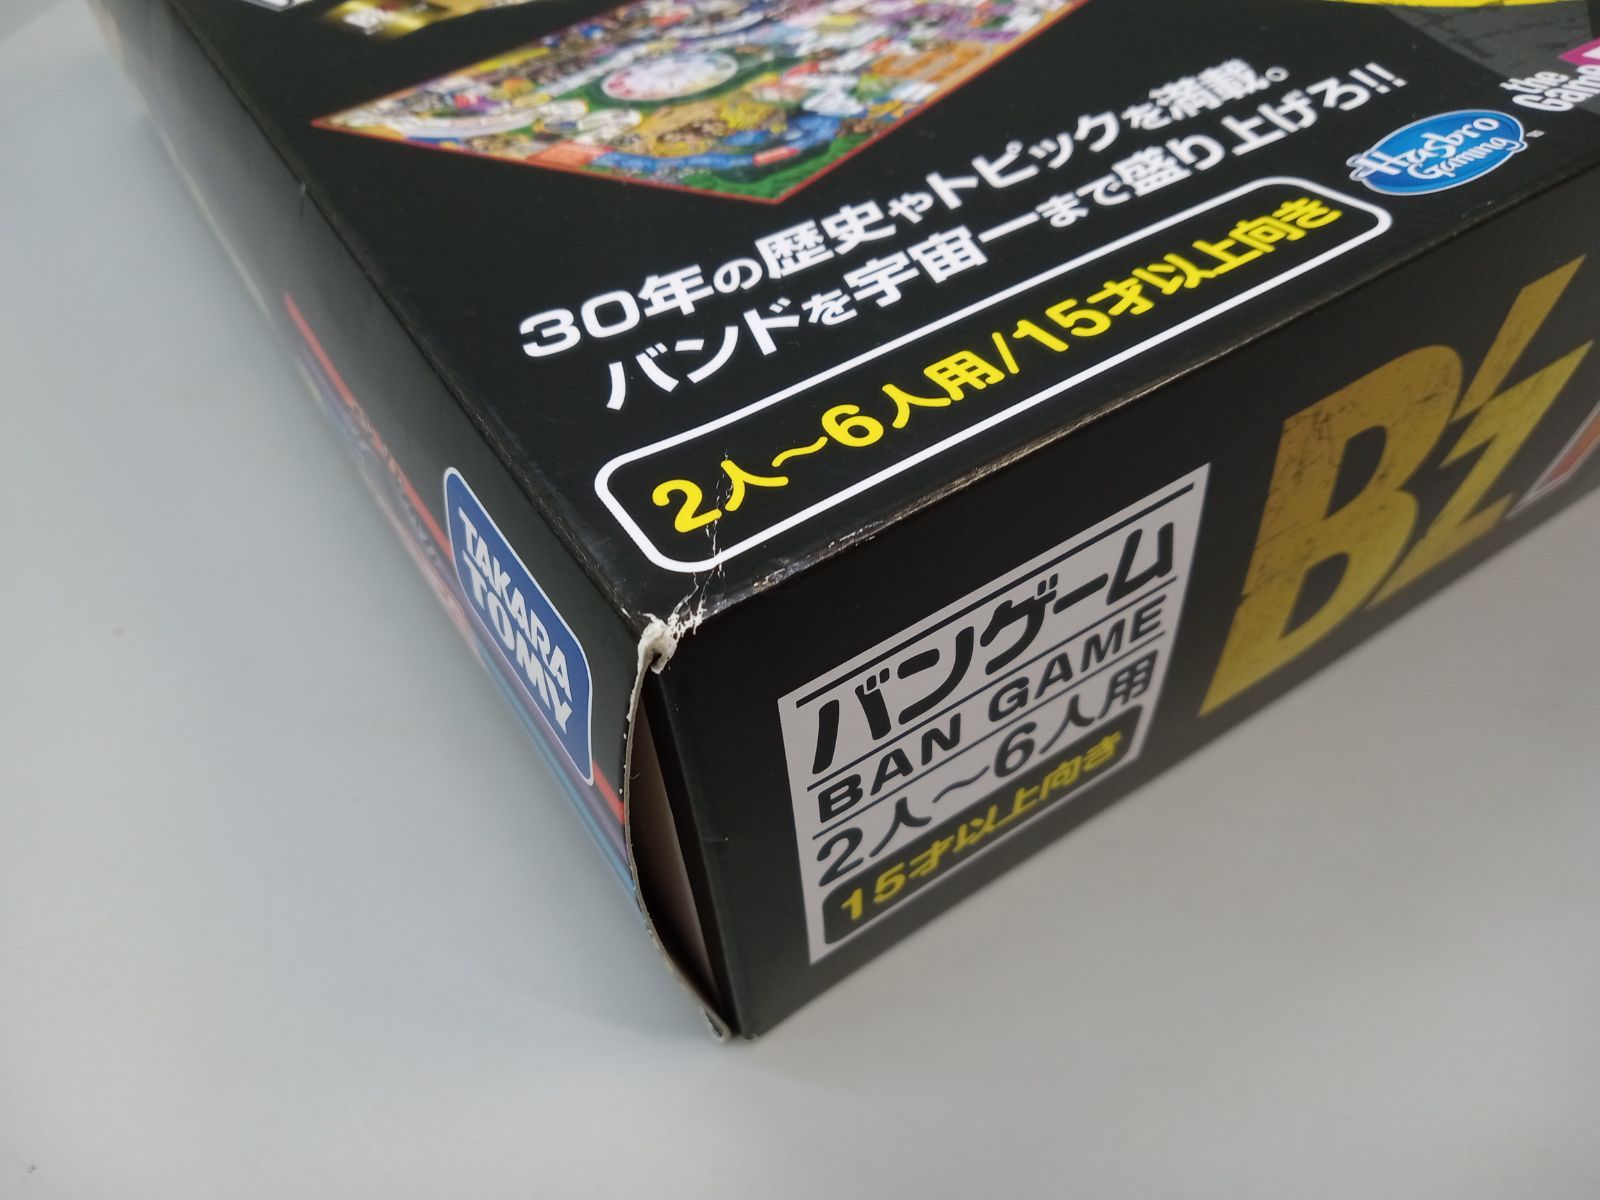 30年の歴史やトピックを満載。
バンドを宇宙一まで盛り上げろ!!
2人～6人用/15才以上向き
Hasbro
Gaming
the
Game
TAKARA
TOMY
バンゲーム
BAN GAME
2人～6人用
15才以上向き
B'z